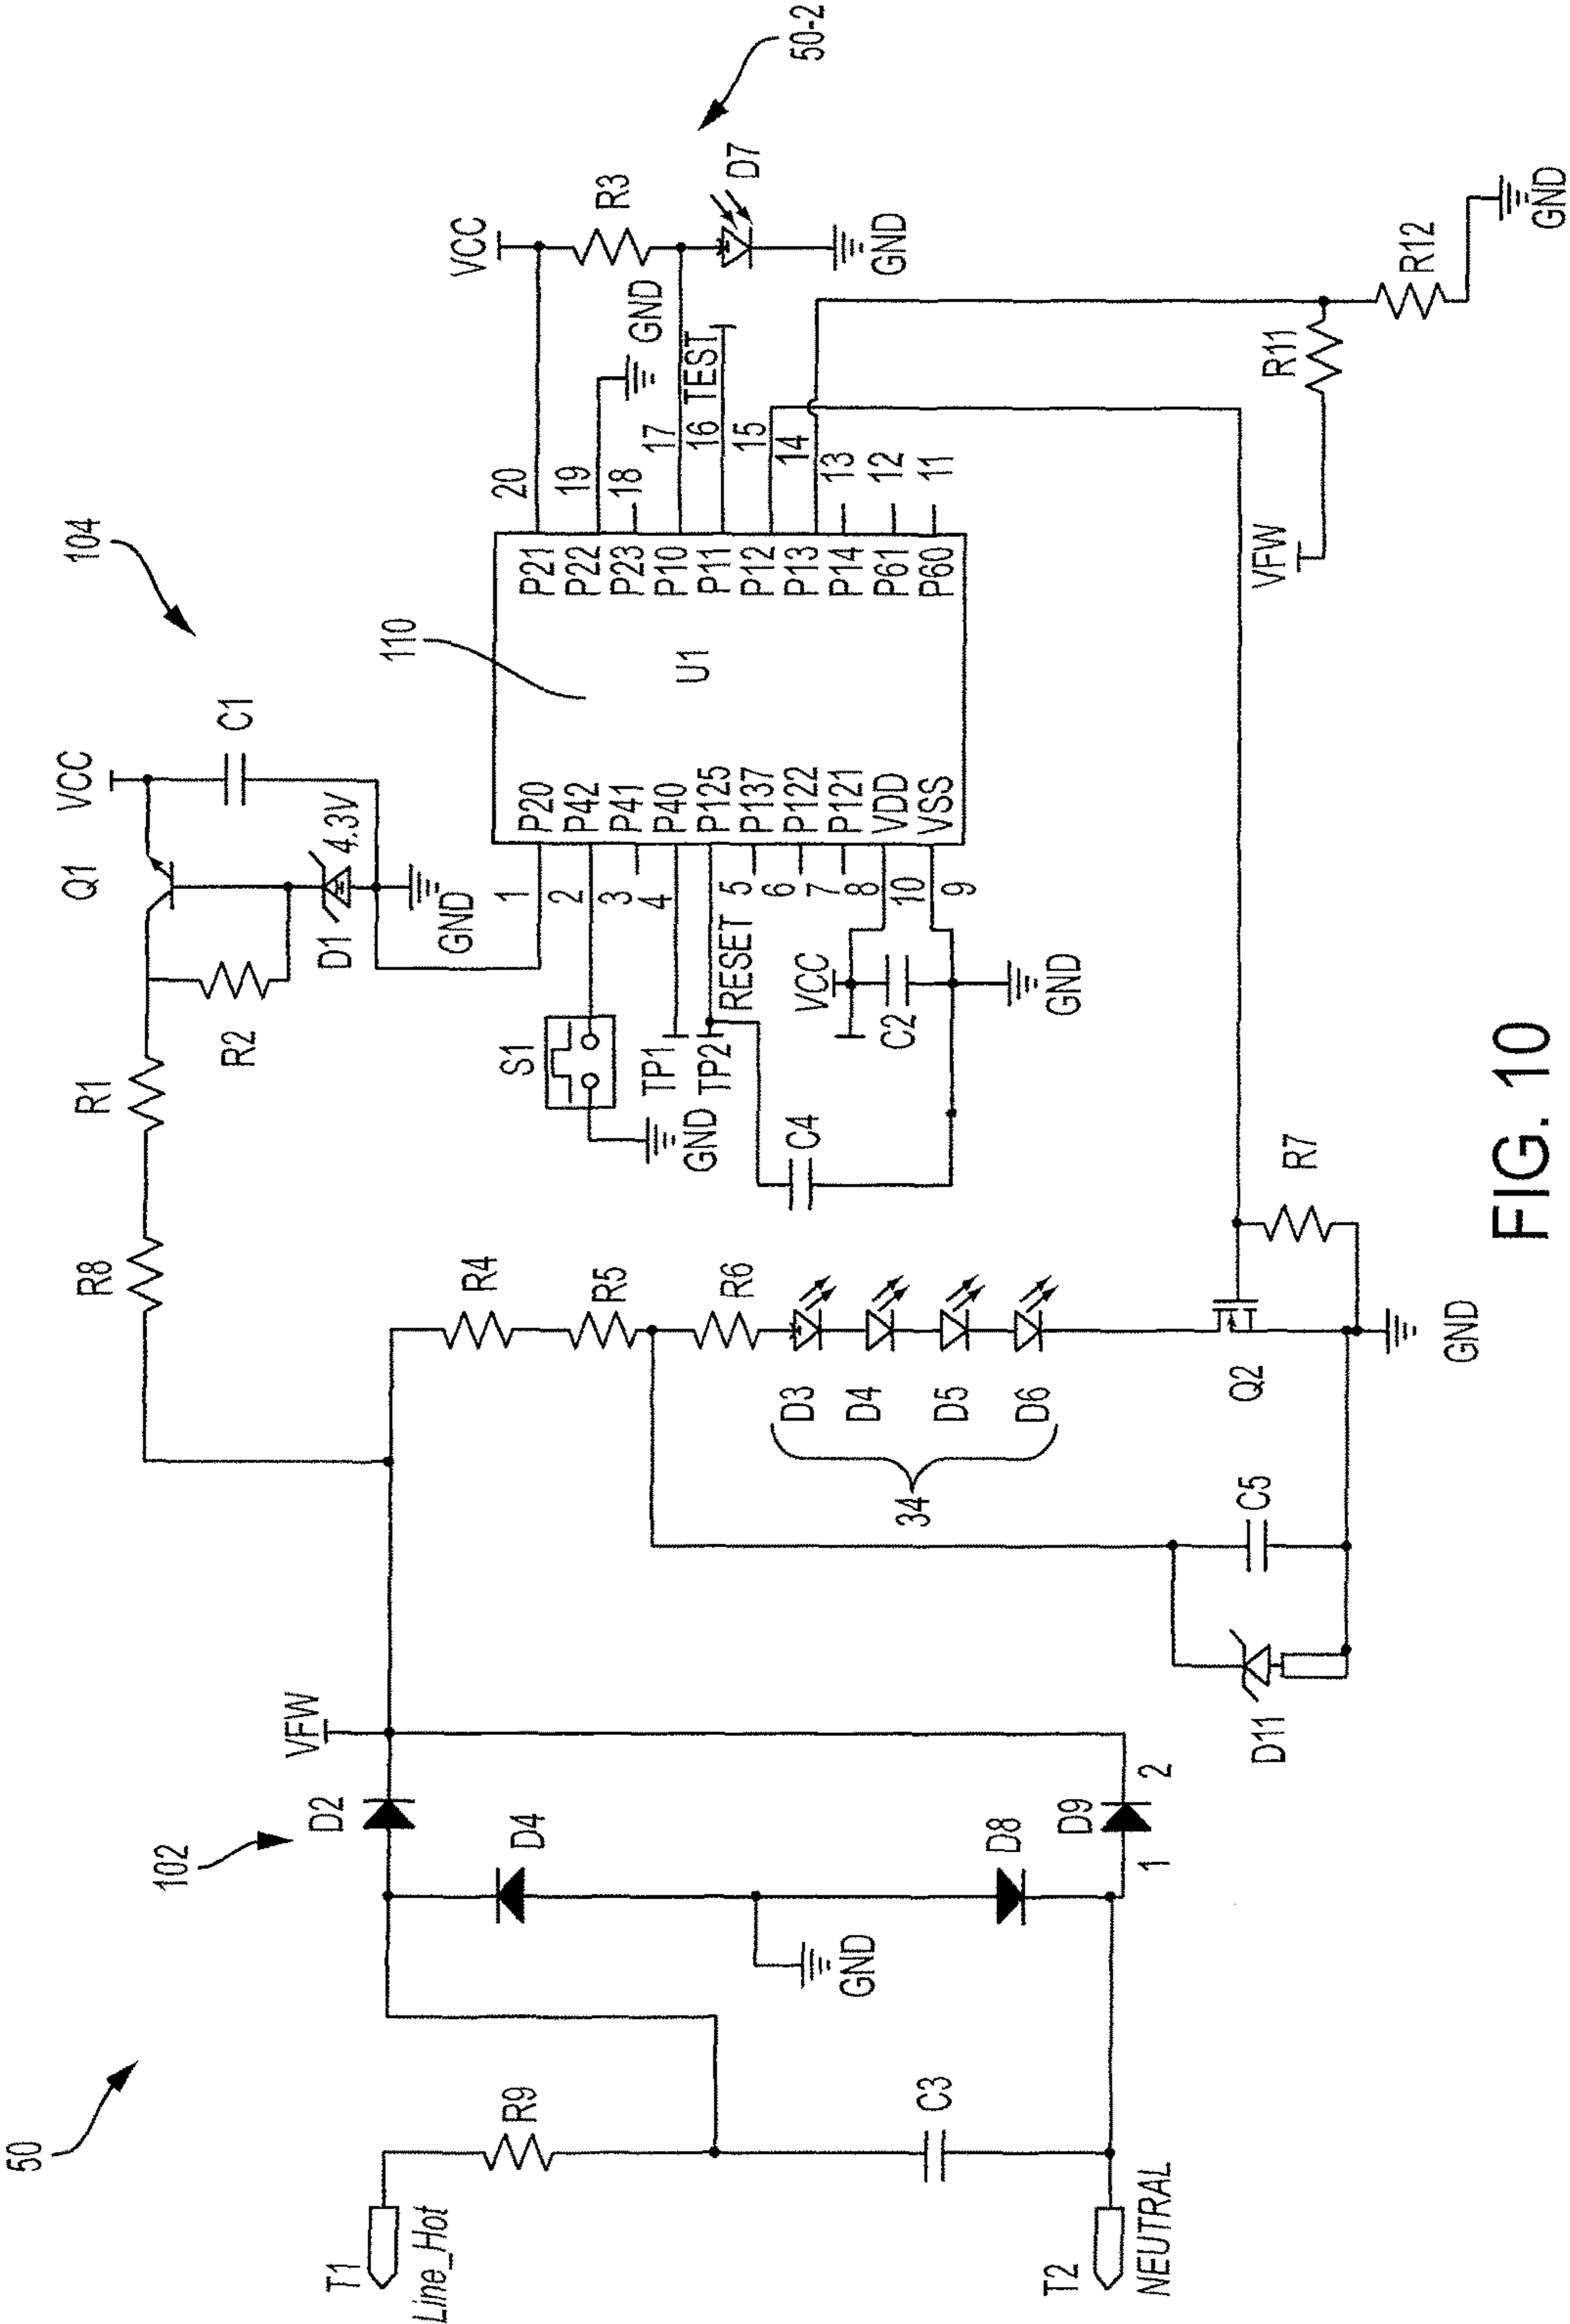 50
T1
Line_Hot
R9
C3
T2
NEUTRAL
102
D2
VFW
D4
GND
D8
D9
1
2
R8
R1
R2
Q1
VCC
C1
104
D1
4.3V
GND
R4
R5
R6
D3
D4
D5
D6
34
D11
C5
Q2
R7
GND
S1
GND
TP1
TP2
RESET
C4
VCC
C2
GND
1
2
3
4
5
6
7
8
10
9
P20
P42
P41
P40
P125
P137
P122
P121
VDD
VSS
110
U1
P21
P22
P23
P10
P11
P12
P13
P14
P61
P60
20
19
18
17
16
15
14
13
12
11
TEST
GND
VCC
R3
D7
GND
50-2
VFW
R11
R12
GND
FIG. 10